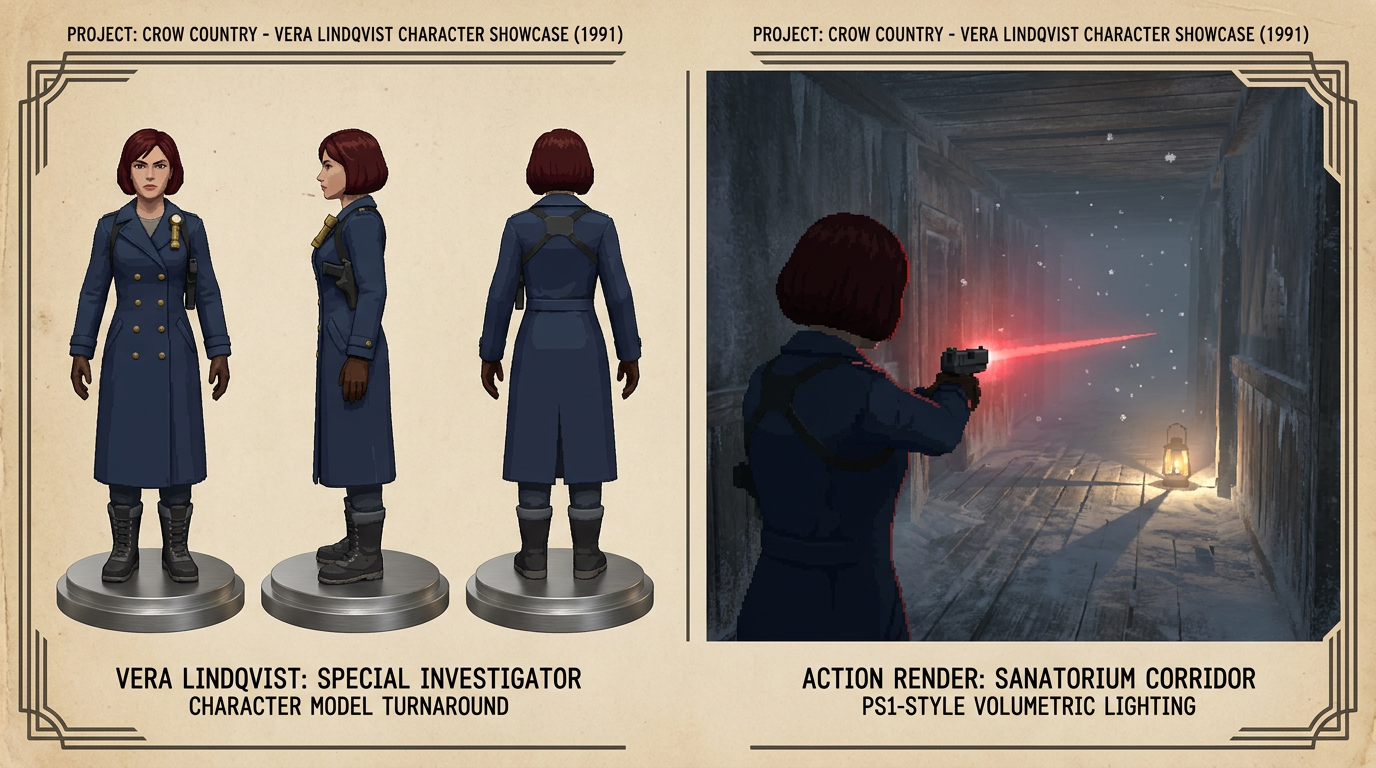 PROJECT: CROW COUNTRY - VERA LINDQVIST CHARACTER SHOWCASE (1991)
VERA LINDQVIST: SPECIAL INVESTIGATOR
CHARACTER MODEL TURNAROUND
PROJECT: CROW COUNTRY - VERA LINDQVIST CHARACTER SHOWCASE (1991)
ACTION RENDER: SANATORIUM CORRIDOR
PS1-STYLE VOLUMETRIC LIGHTING